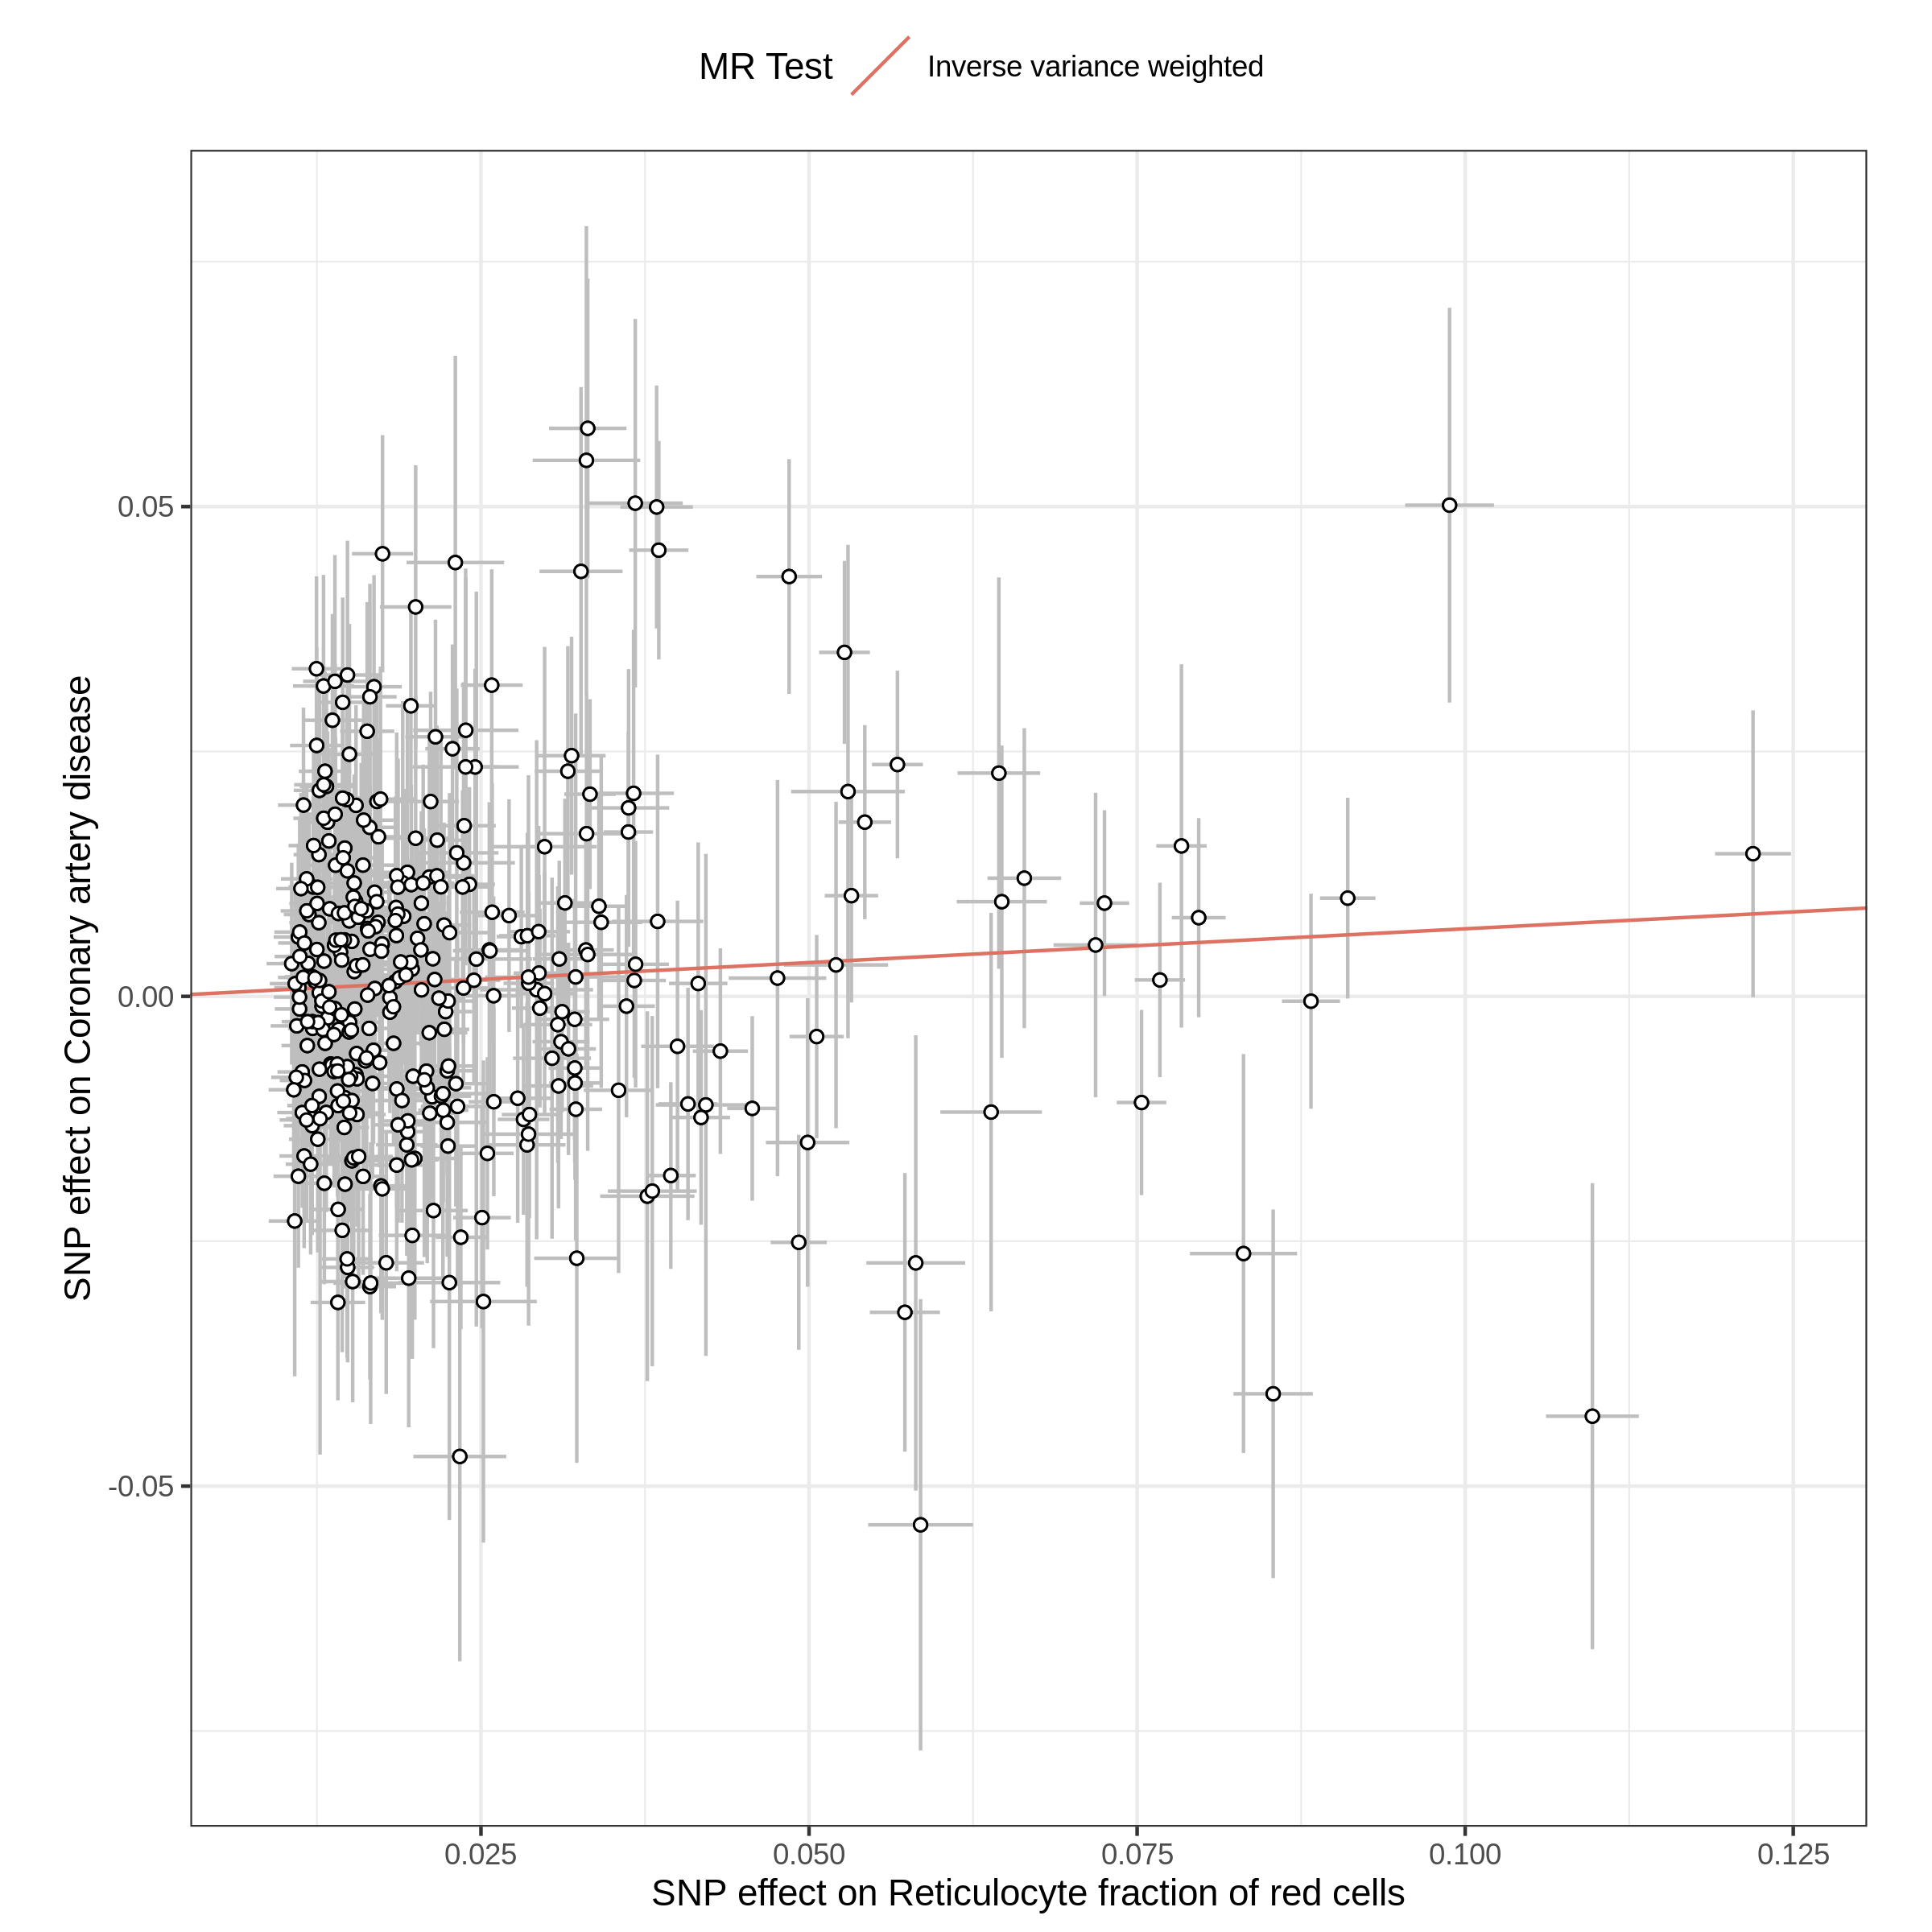 MR Test
Inverse variance weighted
SNP effect on Coronary artery disease
0.05
0.00
-0.05
0.025
0.050
0.075
0.100
0.125
SNP effect on Reticulocyte fraction of red cells